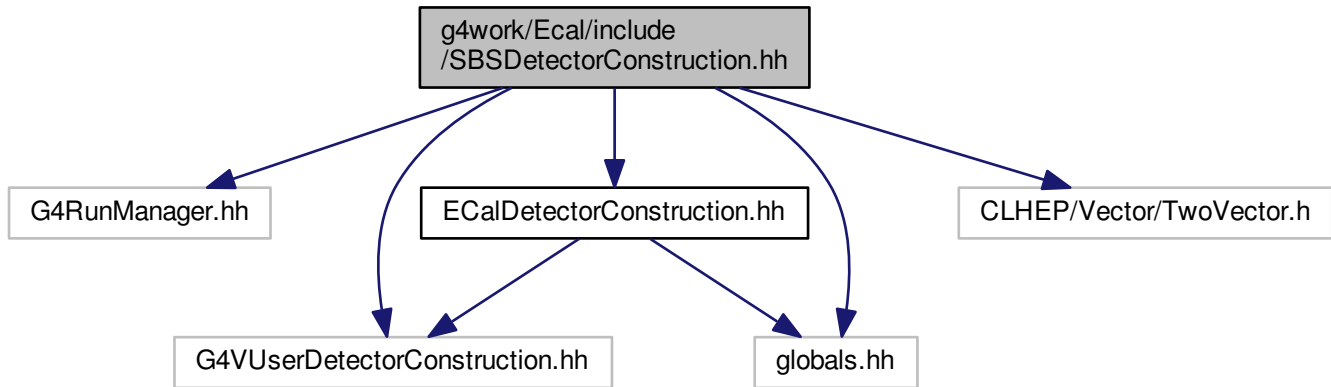 g4work/Ecal/include
/SBSDetectorConstruction.hh
G4RunManager.hh
ECalDetectorConstruction.hh
CLHEP/Vector/TwoVector.h
G4VUserDetectorConstruction.hh
globals.hh